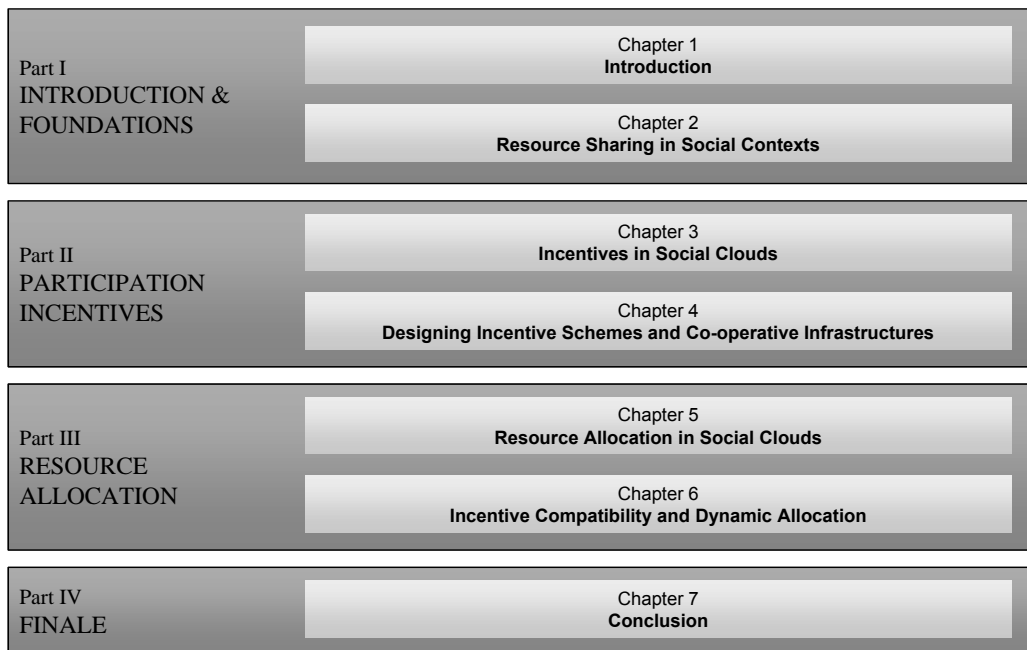 Part I
INTRODUCTION &
FOUNDATIONS
Chapter 1
Introduction
Chapter 2
Resource Sharing in Social Contexts
Part II
PARTICIPATION
INCENTIVES
Chapter 3
Incentives in Social Clouds
Chapter 4
Designing Incentive Schemes and Co-operative Infrastructures
Part III
RESOURCE
ALLOCATION
Chapter 5
Resource Allocation in Social Clouds
Chapter 6
Incentive Compatibility and Dynamic Allocation
Part IV
FINALE
Chapter 7
Conclusion